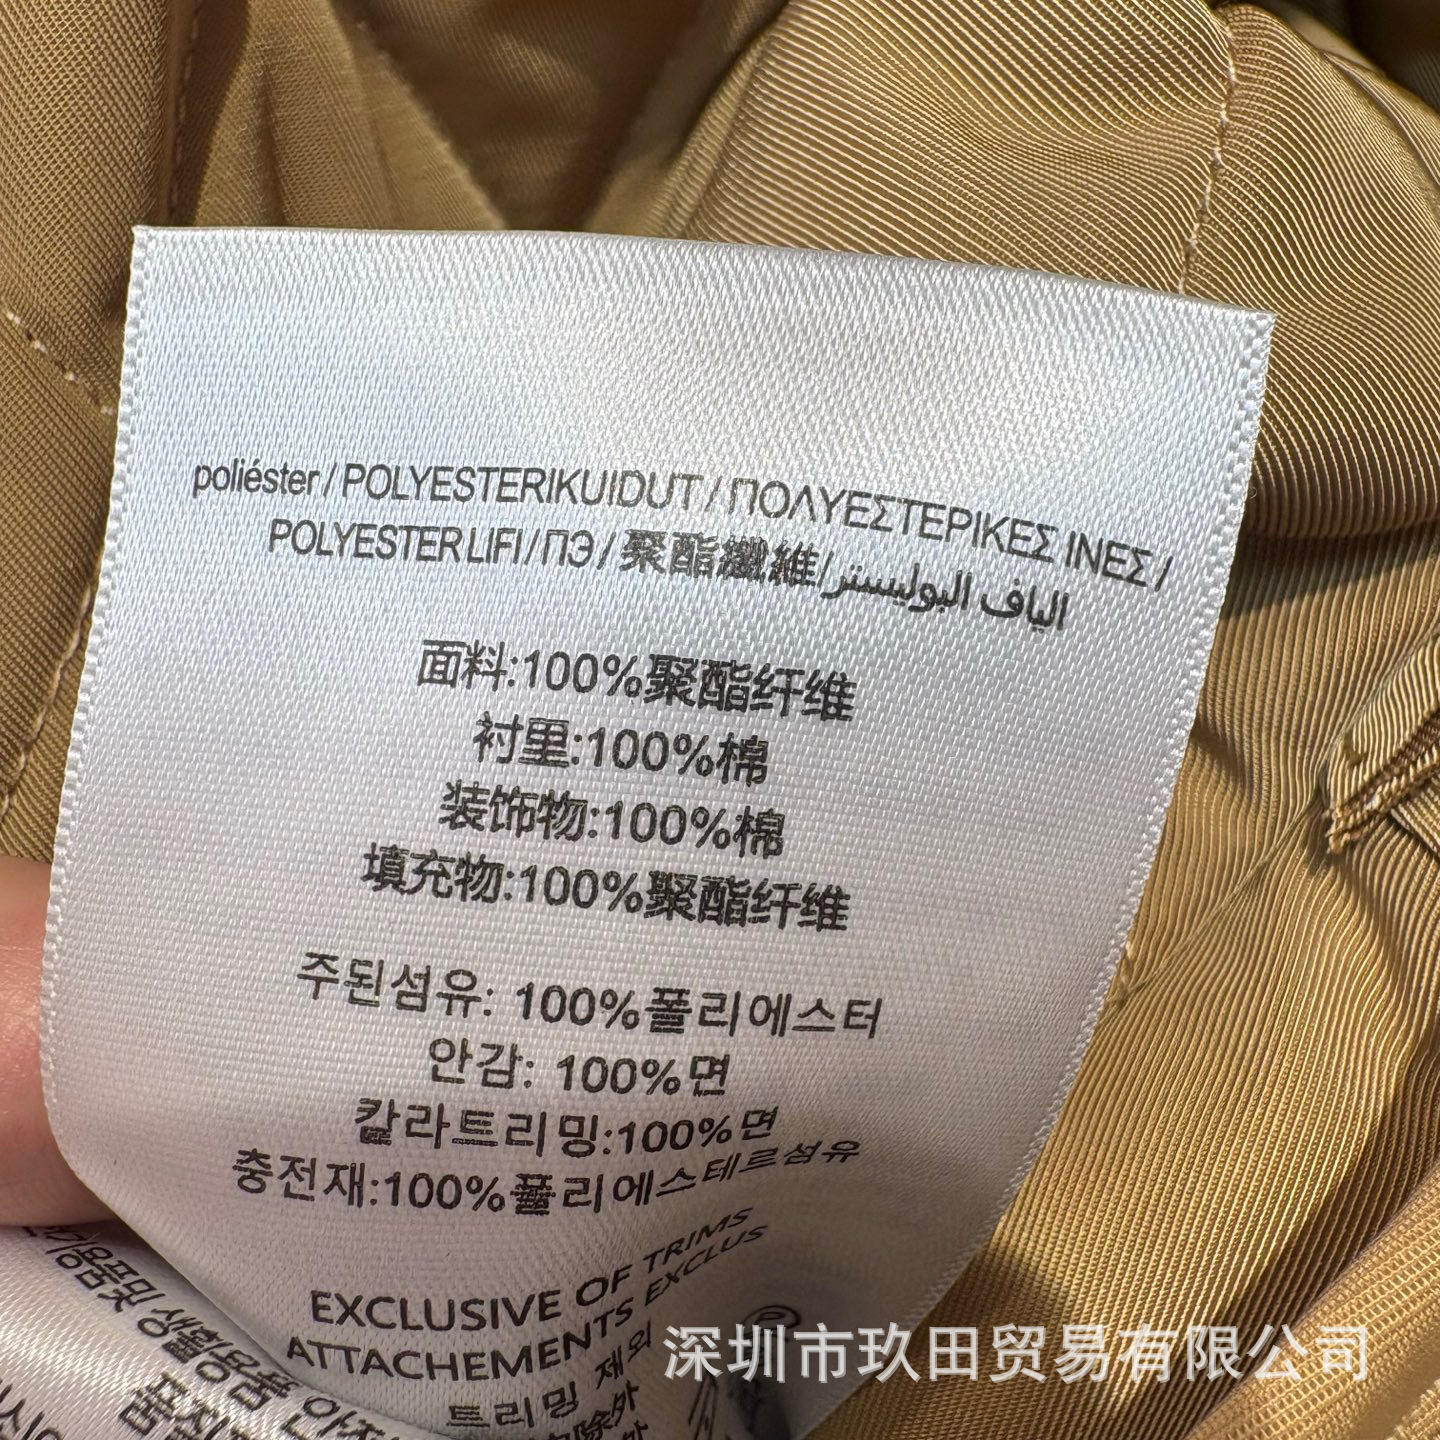 poliéster / POLYESTERIKUIDUT / ΠΟΛΥΕΣΤΕΡΙΚΕΣ ΙΝΕΣ /
POLYESTER LIFI / ПЭ / 聚酯纖維/الياف البوليستر
面料:100%聚酯纤维
衬里:100%棉
装饰物:100%棉
填充物:100%聚酯纤维
주된섬유: 100%폴리에스터
안감: 100%면
칼라트리밍:100%면
충전재:100%폴리에스테르섬유
EXCLUSIVE OF TRIMS
ATTACHEMENTS EXCLUS
트리밍 제외
深圳市玖田贸易有限公司